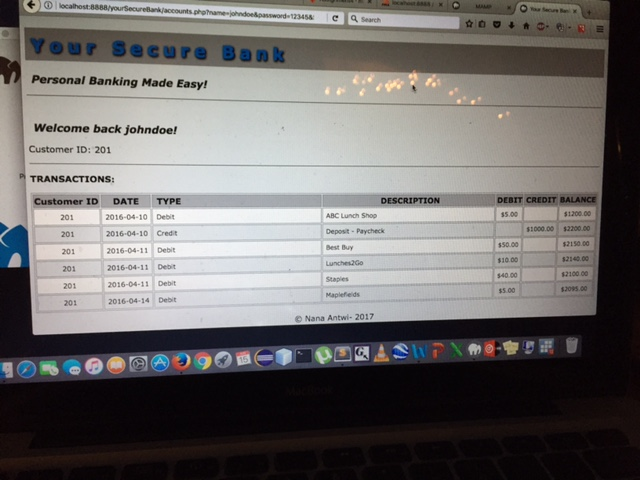 localhost:8888/yourSecureBank/accounts.php?name=johndoe&password=12345&
Search
localhost:8888 /
MAMP
Your Secure Ban
Your Secure Bank
Personal Banking Made Easy!
Welcome back johndoe!
Customer ID: 201
TRANSACTIONS:
Customer ID DATE TYPE DESCRIPTION DEBIT CREDIT BALANCE
201 2016-04-10 Debit ABC Lunch Shop $5.00 $1200.00
201 2016-04-10 Credit Deposit - Paycheck $1000.00 $2200.00
201 2016-04-11 Debit Best Buy $50.00 $2150.00
201 2016-04-11 Debit Lunches2Go $10.00 $2140.00
201 2016-04-11 Debit Staples $40.00 $2100.00
201 2016-04-14 Debit Maplefields $5.00 $2095.00
© Nana Antwi- 2017